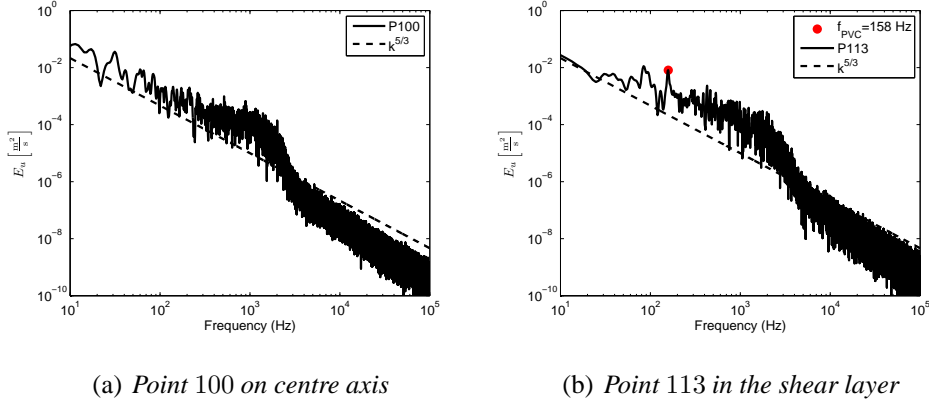 10^0
10^-2
10^-4
10^-6
10^-8
10^-10
E_u [m^2/s]
10^1 10^2 10^3 10^4 10^5
Frequency (Hz)
P100
k^5/3
10^0
10^-2
10^-4
10^-6
10^-8
10^-10
E_u [m^2/s]
10^1 10^2 10^3 10^4 10^5
Frequency (Hz)
f_PVC=158 Hz
P113
k^5/3
(a) Point 100 on centre axis
(b) Point 113 in the shear layer